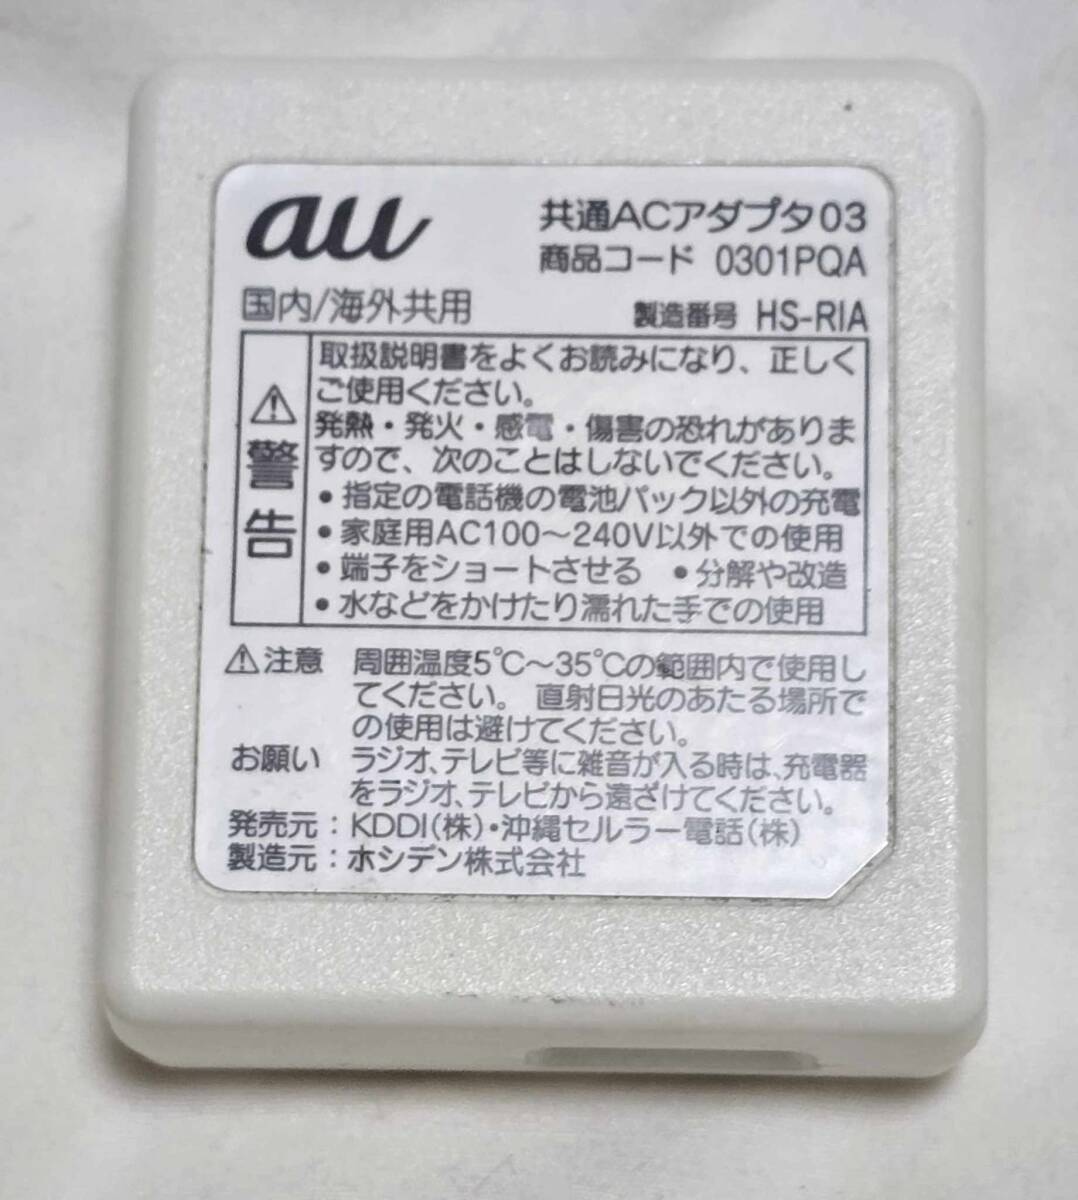 au
共通ACアダプタ03
商品コード 0301PQA
国内/海外共用
製造番号 HS-RIA
⚠警告
取扱説明書をよくお読みになり、正しく
ご使用ください。
発熱・発火・感電・傷害の恐れがありま
すので、次のことはしないでください。
・指定の電話機の電池パック以外の充電
・家庭用AC100～240V以外での使用
・端子をショートさせる ・分解や改造
・水などをかけたり濡れた手での使用
⚠注意 周囲温度5℃～35℃の範囲内で使用し
てください。直射日光のあたる場所で
の使用は避けてください。
お願い ラジオ、テレビ等に雑音が入る時は、充電器
をラジオ、テレビから遠ざけてください。
発売元：KDDI(株)・沖縄セルラー電話(株)
製造元：ホシデン株式会社